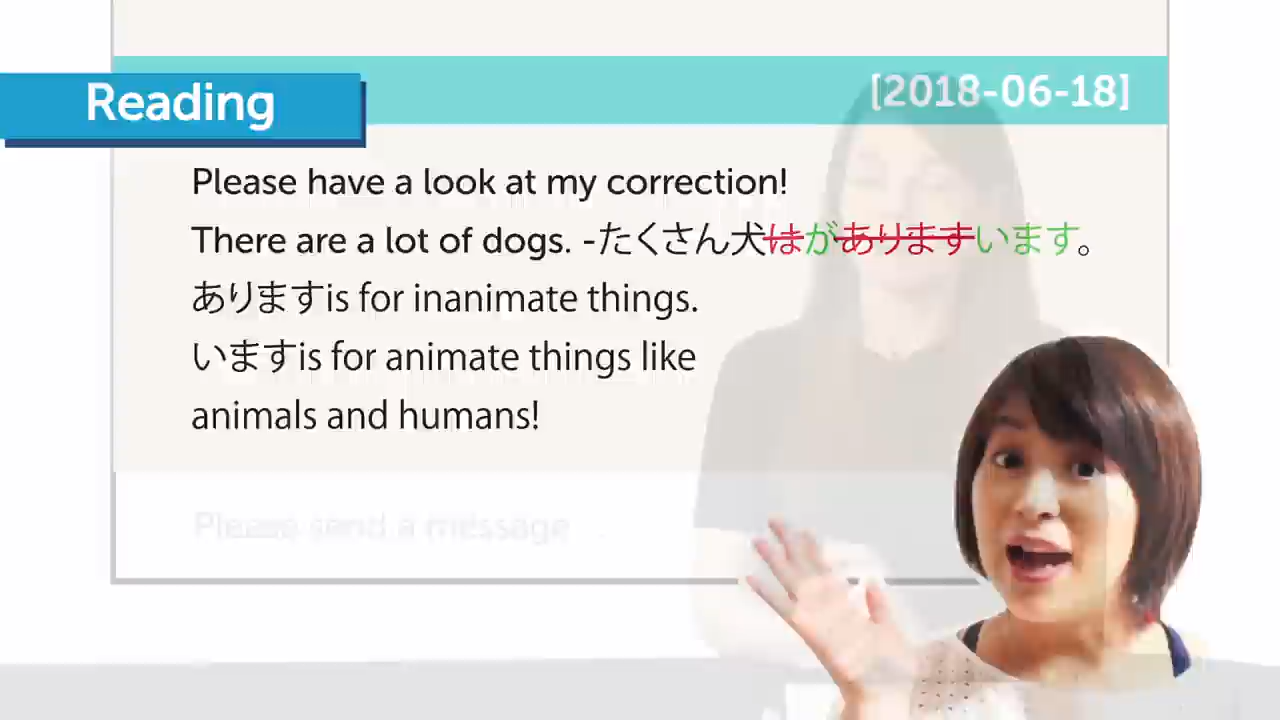 [2018-06-18]
Reading
Please have a look at my correction!
There are a lot of dogs. -たくさん犬はがありますいます。
ありますis for inanimate things.
いますis for animate things like
animals and humans!
Please send a message